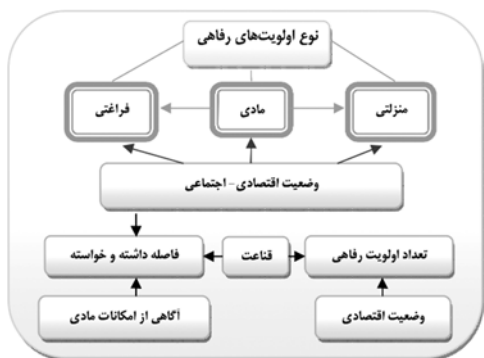 نوع اولویت‌های رفاهی
منزلتی
مادی
فراغتی
وضعیت اقتصادی- اجتماعی
تعداد اولویت رفاهی
قناعت
فاصله داشته و خواسته
وضعیت اقتصادی
آگاهی از امکانات مادی